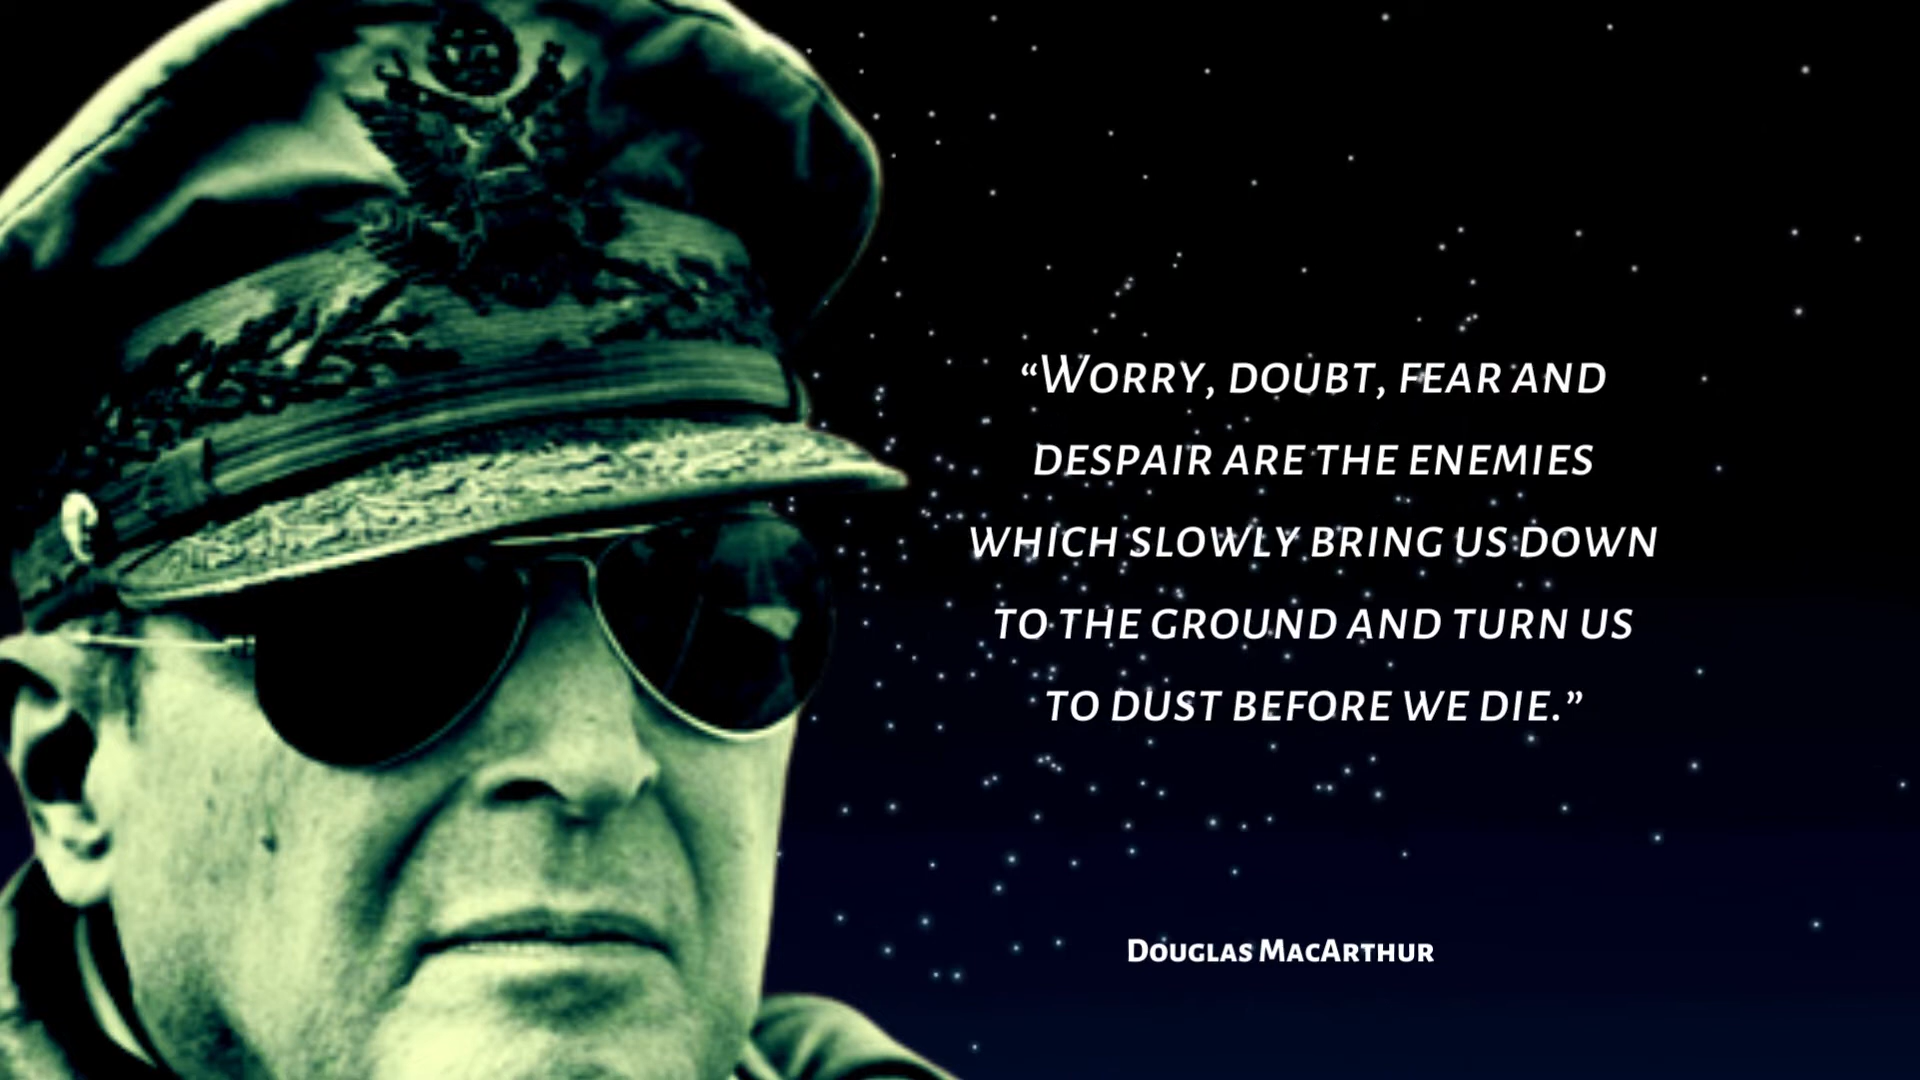 “Worry, doubt, fear and
despair are the enemies
which slowly bring us down
to the ground and turn us
to dust before we die.”
Douglas MacArthur